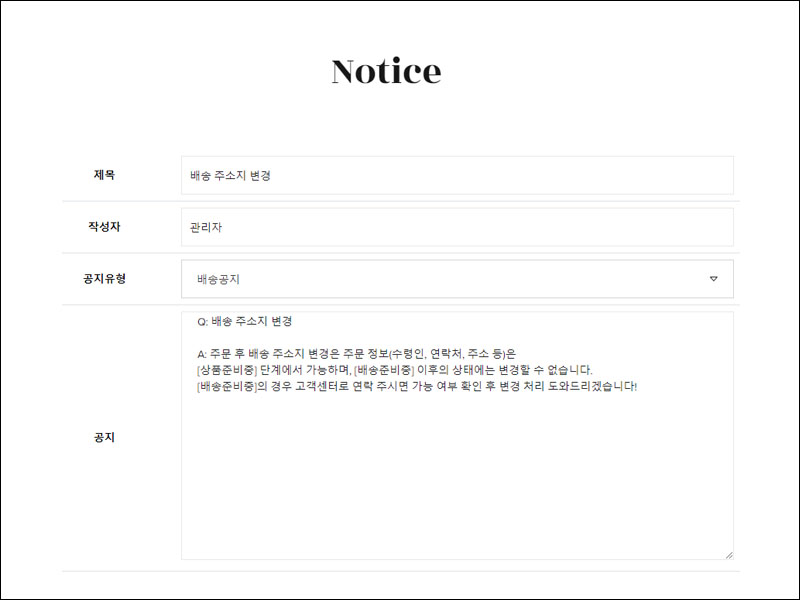 Notice
제목
배송 주소지 변경
작성자
관리자
공지유형
배송공지
공지
Q: 배송 주소지 변경
A: 주문 후 배송 주소지 변경은 주문 정보(수령인, 연락처, 주소 등)은
[상품준비중] 단계에서 가능하며, [배송준비중] 이후의 상태에는 변경할 수 없습니다.
[배송준비중]의 경우 고객센터로 연락 주시면 가능 여부 확인 후 변경 처리 도와드리겠습니다!